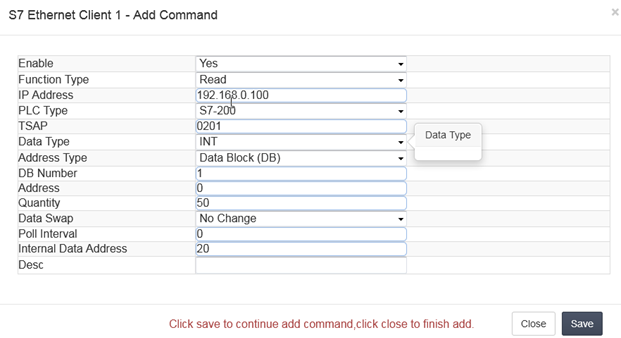 S7 Ethernet Client 1 - Add Command
×
Enable Yes
Function Type Read
IP Address 192.168.0.100
PLC Type S7-200
TSAP 0201
Data Type INT
Data Type
Address Type Data Block (DB)
DB Number 1
Address 0
Quantity 50
Data Swap No Change
Poll Interval 0
Internal Data Address 20
Desc
Click save to continue add command,click close to finish add. Close Save